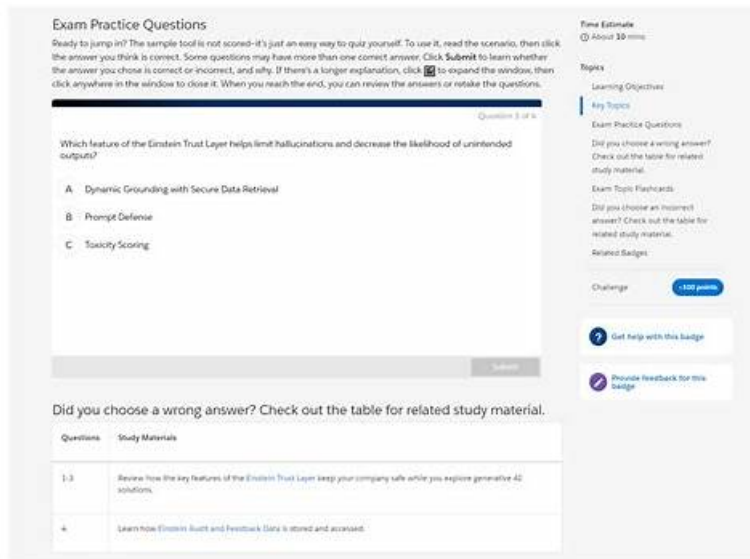 Exam Practice Questions
Ready to jump in? The sample tool is not scored–it's just an easy way to quiz yourself. To use it, read the scenario, then click
the answer you think is correct. Some questions may have more than one correct answer. Click Submit to learn whether
the answer you chose is correct or incorrect, and why. If there's a longer explanation, click to expand the window, then
click anywhere in the window to close it. When you reach the end, you can review the answers or retake the questions.
Question 3 of 4
Which feature of the Einstein Trust Layer helps limit hallucinations and decrease the likelihood of unintended
outputs?
A Dynamic Grounding with Secure Data Retrieval
B Prompt Defense
C Toxicity Scoring
Submit
Did you choose a wrong answer? Check out the table for related study material.
Questions Study Materials
1-3 Review how the key features of the Einstein Trust Layer keep your company safe while you explore generative AI
solutions.
4 Learn how Einstein Audit and Feedback Data is stored and accessed.
Time Estimate
About 10 mins
Topics
Learning Objectives
Key Topics
Exam Practice Questions
Did you choose a wrong answer?
Check out the table for related
study material.
Exam Topic Flashcards
Did you choose an incorrect
answer? Check out the table for
related study material.
Related Badges
Challenge +100 points
Get help with this badge
Provide feedback for this
badge